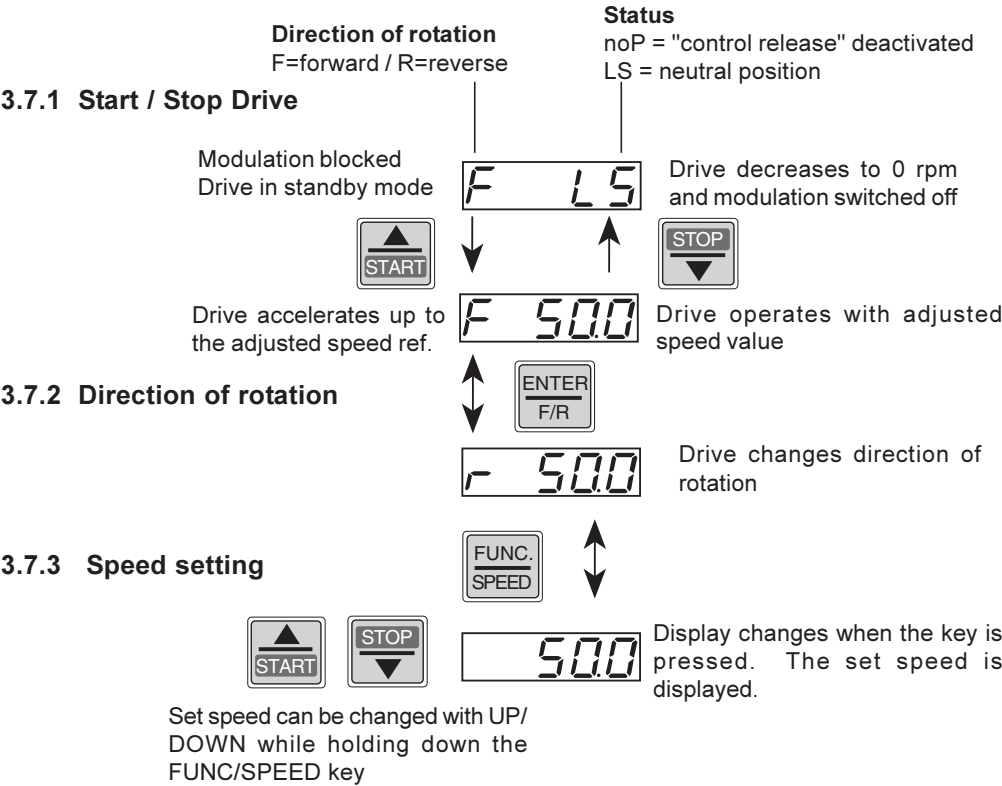 Direction of rotation
F=forward / R=reverse
Status
noP = "control release" deactivated
LS = neutral position
3.7.1 Start / Stop Drive
Modulation blocked
Drive in standby mode
F LS
Drive decreases to 0 rpm
and modulation switched off
START
STOP
Drive accelerates up to
the adjusted speed ref.
F 50.0
Drive operates with adjusted
speed value
3.7.2 Direction of rotation
ENTER
F/R
r 50.0
Drive changes direction of
rotation
3.7.3 Speed setting
FUNC.
SPEED
START
STOP
50.0
Display changes when the key is
pressed. The set speed is
displayed.
Set speed can be changed with UP/
DOWN while holding down the
FUNC/SPEED key